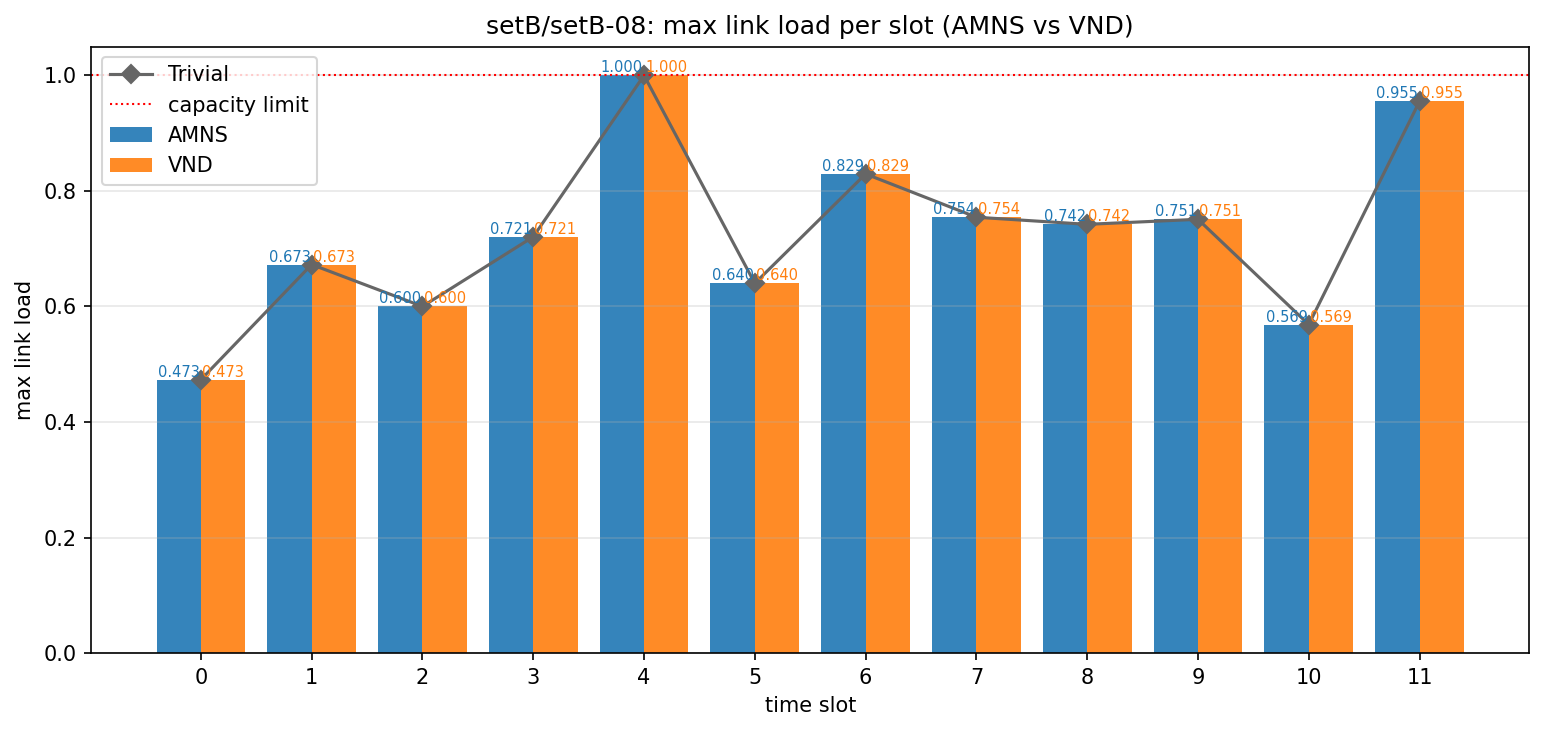 setB/setB-08: max link load per slot (AMNS vs VND)
Trivial
capacity limit
AMNS
VND
max link load
1.0
0.8
0.6
0.4
0.2
0.0
0.473 0.473
0.673 0.673
0.600 0.600
0.721 0.721
1.000 1.000
0.640 0.640
0.829 0.829
0.754 0.754
0.742 0.742
0.751 0.751
0.569 0.569
0.955 0.955
0 1 2 3 4 5 6 7 8 9 10 11
time slot